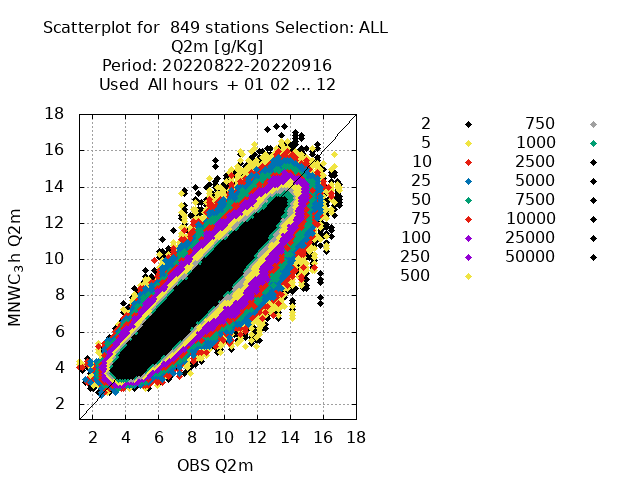 Scatterplot for  849 stations Selection: ALL
Q2m [g/Kg]
Period: 20220822-20220916
Used  All hours  + 01 02 ... 12
18
16
14
12
10
8
6
4
2
MNWC_3h Q2m
2 4 6 8 10 12 14 16 18
OBS Q2m
2 750
5 1000
10 2500
25 5000
50 7500
75 10000
100 25000
250 50000
500